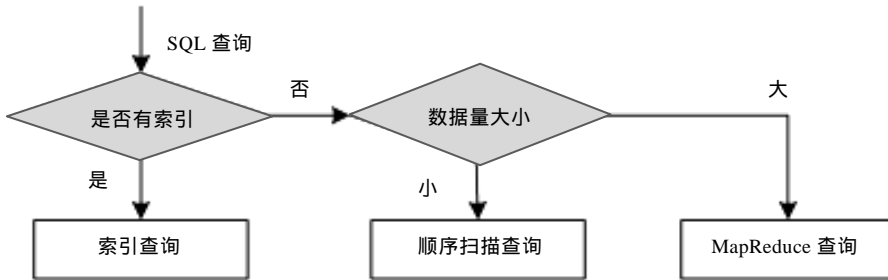 SQL 查询
是否有索引
否
数据量大小
大
是
小
索引查询
顺序扫描查询
MapReduce 查询